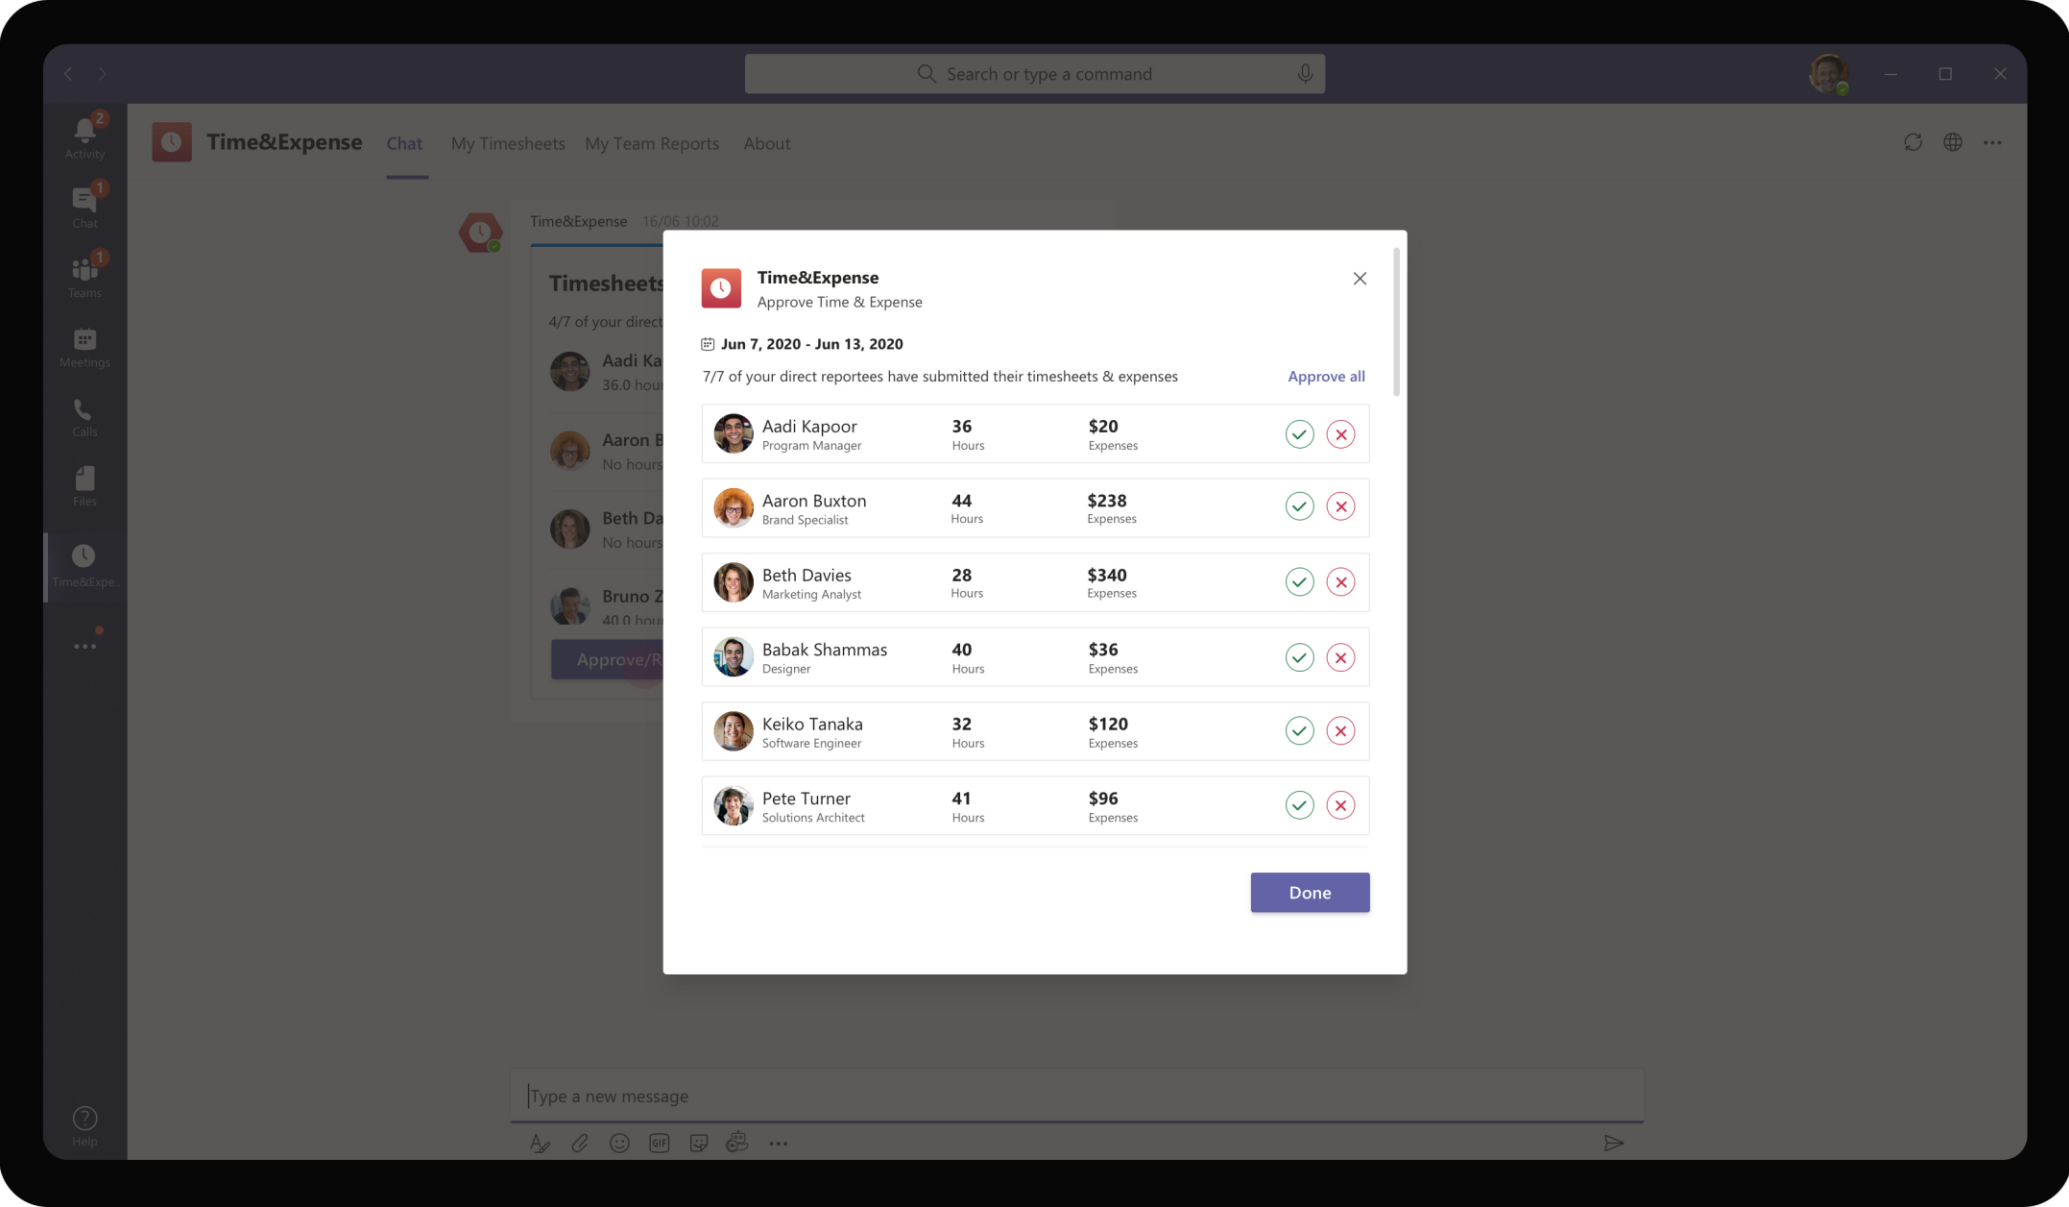 Search or type a command
2
Activity
1
Chat
1
Teams
Meetings
Calls
Files
Time&Expe..
Help
Time&Expense
Chat
My Timesheets
My Team Reports
About
Time&Expense 16/06 10:02
Timesheets
4/7 of your direct
Aadi Ka
36.0 hou
Aaron B
No hours
Beth Da
No hours
Bruno Z
40.0 hou
Approve/R
Time&Expense
Approve Time & Expense
Jun 7, 2020 - Jun 13, 2020
7/7 of your direct reportees have submitted their timesheets & expenses
Approve all
Aadi Kapoor 36 $20
Program Manager Hours Expenses
Aaron Buxton 44 $238
Brand Specialist Hours Expenses
Beth Davies 28 $340
Marketing Analyst Hours Expenses
Babak Shammas 40 $36
Designer Hours Expenses
Keiko Tanaka 32 $120
Software Engineer Hours Expenses
Pete Turner 41 $96
Solutions Architect Hours Expenses
Done
Type a new message
GIF